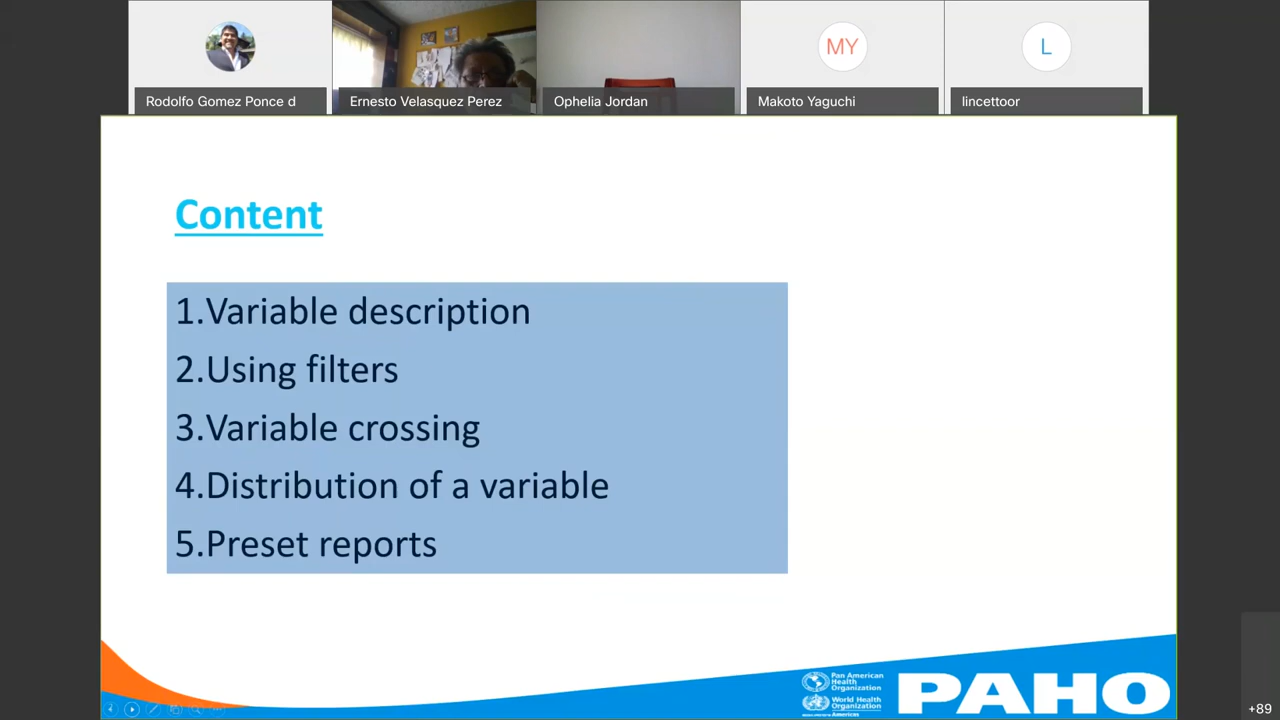 MY
L
Rodolfo Gomez Ponce d
Ernesto Velasquez Perez
Ophelia Jordan
Makoto Yaguchi
lincettoor
Content
1.Variable description
2.Using filters
3.Variable crossing
4.Distribution of a variable
5.Preset reports
Pan American
Health
Organization
World Health
Organization
Americas
PAHO
+89